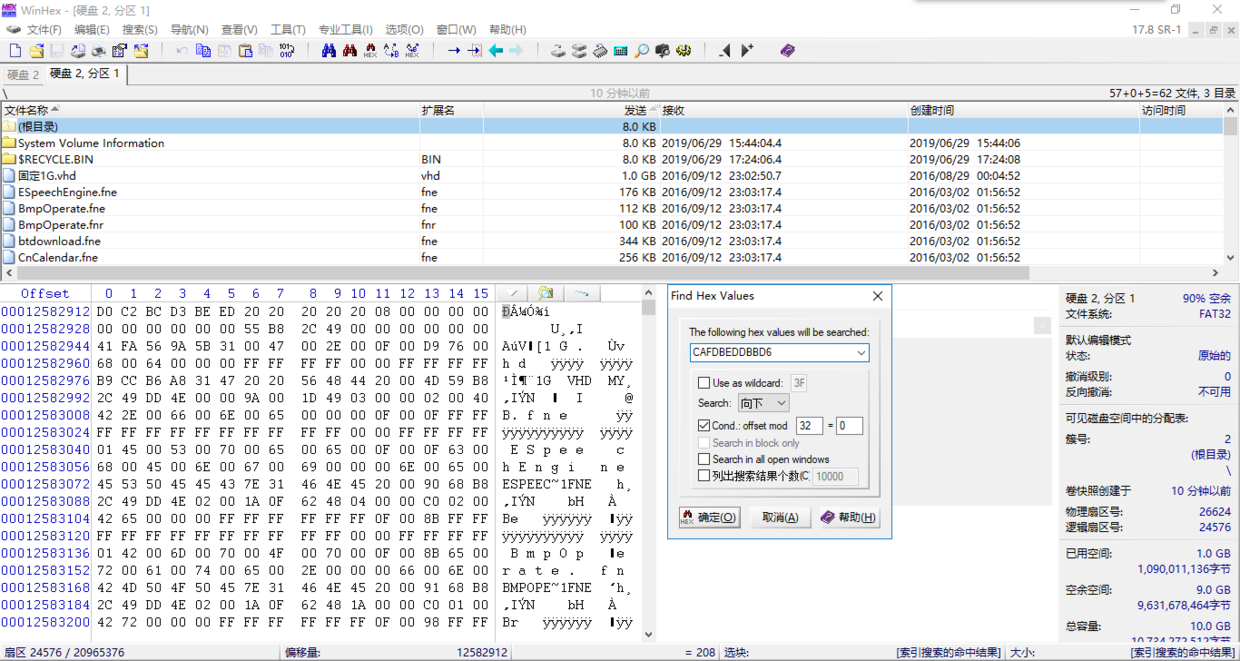 WinHex - [硬盘 2, 分区 1]
文件(F) 编辑(E) 搜索(S) 导航(N) 查看(V) 工具(T) 专业工具(I) 选项(O) 窗口(W) 帮助(H) 17.8 SR-1
硬盘 2 硬盘 2, 分区 1
\ 10 分钟以前 57+0+5=62 文件, 3 目录
文件名称 扩展名 发送 接收 创建时间 访问时间
(根目录) 8.0 KB
System Volume Information 8.0 KB 2019/06/29 15:44:04.4 2019/06/29 15:44:06
$RECYCLE.BIN BIN 8.0 KB 2019/06/29 17:24:06.4 2019/06/29 17:24:08
固定1G.vhd vhd 1.0 GB 2016/09/12 23:02:50.7 2016/08/29 00:04:52
ESpeechEngine.fne fne 176 KB 2016/09/12 23:03:17.4 2016/03/02 01:56:52
BmpOperate.fne fne 112 KB 2016/09/12 23:03:17.4 2016/03/02 01:56:52
BmpOperate.fnr fnr 100 KB 2016/09/12 23:03:17.4 2016/03/02 01:56:52
btdownload.fne fne 344 KB 2016/09/12 23:03:17.4 2016/03/02 01:56:52
CnCalendar.fne fne 256 KB 2016/09/12 23:03:17.4 2016/03/02 01:56:52
Offset 0 1 2 3 4 5 6 7 8 9 10 11 12 13 14 15
00012582912 D0 C2 BC D3 BE ED 20 20 20 20 20 08 00 00 00 00 ÐÂ¼Ó¾í
00012582928 00 00 00 00 00 00 55 B8 2C 49 00 00 00 00 00 00 U¸,I
00012582944 41 FA 56 9A 5B 31 00 47 00 2E 00 0F 00 D9 76 00 AúV[1 G . Ùv
00012582960 68 00 64 00 00 00 FF FF FF FF 00 00 FF FF FF FF h d ÿÿÿÿ ÿÿÿÿ
00012582976 B9 CC B6 A8 31 47 20 20 56 48 44 20 00 4D 59 B8 ¹Ì¶¨1G VHD MY¸
00012582992 2C 49 DD 4E 00 00 9A 00 1D 49 03 00 00 02 00 40 ,IÝN I @
00012583008 42 2E 00 66 00 6E 00 65 00 00 00 0F 00 0F FF FF B. f n e ÿÿ
00012583024 FF FF FF FF FF FF FF FF FF FF 00 00 FF FF FF FF ÿÿÿÿÿÿÿÿÿÿ ÿÿÿÿ
00012583040 01 45 00 53 00 70 00 65 00 65 00 0F 00 0F 63 00 E S p e e c
00012583056 68 00 45 00 6E 00 67 00 69 00 00 00 6E 00 65 00 h E n g i n e
00012583072 45 53 50 45 45 43 7E 31 46 4E 45 20 00 90 68 B8 ESPEEC~1FNE h¸
00012583088 2C 49 DD 4E 02 00 1A 0F 62 48 04 00 00 C0 02 00 ,IÝN bH À
00012583104 42 65 00 00 00 FF FF FF FF FF FF 0F 00 8B FF FF Be ÿÿÿÿÿÿ ÿÿ
00012583120 FF FF FF FF FF FF FF FF FF FF 00 00 FF FF FF FF ÿÿÿÿÿÿÿÿÿÿ ÿÿÿÿ
00012583136 01 42 00 6D 00 70 00 4F 00 70 00 0F 00 8B 65 00 B m p O p e
00012583152 72 00 61 00 74 00 65 00 2E 00 00 00 66 00 6E 00 r a t e . f n
00012583168 42 4D 50 4F 50 45 7E 31 46 4E 45 20 00 91 68 B8 BMPOPE~1FNE ‘h¸
00012583184 2C 49 DD 4E 02 00 1A 0F 62 48 1A 00 00 C0 01 00 ,IÝN bH À
00012583200 42 72 00 00 00 FF FF FF FF FF FF 0F 00 98 FF FF Br ÿÿÿÿÿÿ ÿÿ
Find Hex Values
The following hex values will be searched:
CAFDBEDDBBD6
Use as wildcard: 3F
Search: 向下
Cond.: offset mod 32 = 0
Search in block only
Search in all open windows
列出搜索结果个数(C 10000
确定(O) 取消(A) 帮助(H)
硬盘 2, 分区 1 90% 空余
文件系统: FAT32
默认编辑模式
状态: 原始的
撤消级别: 0
反向撤消: 不可用
可见磁盘空间中的分配表:
簇号: 2
(根目录)
\
卷快照创建于 10 分钟以前
物理扇区号: 26624
逻辑扇区号: 24576
已用空间: 1.0 GB
1,090,011,136字节
空余空间: 9.0 GB
9,631,678,464字节
总容量: 10.0 GB
10,734,272,512字节
扇区 24576 / 20965376 偏移量: 12582912 = 208 选块: [索引搜索的命中结果] 大小: [索引搜索的命中结果]